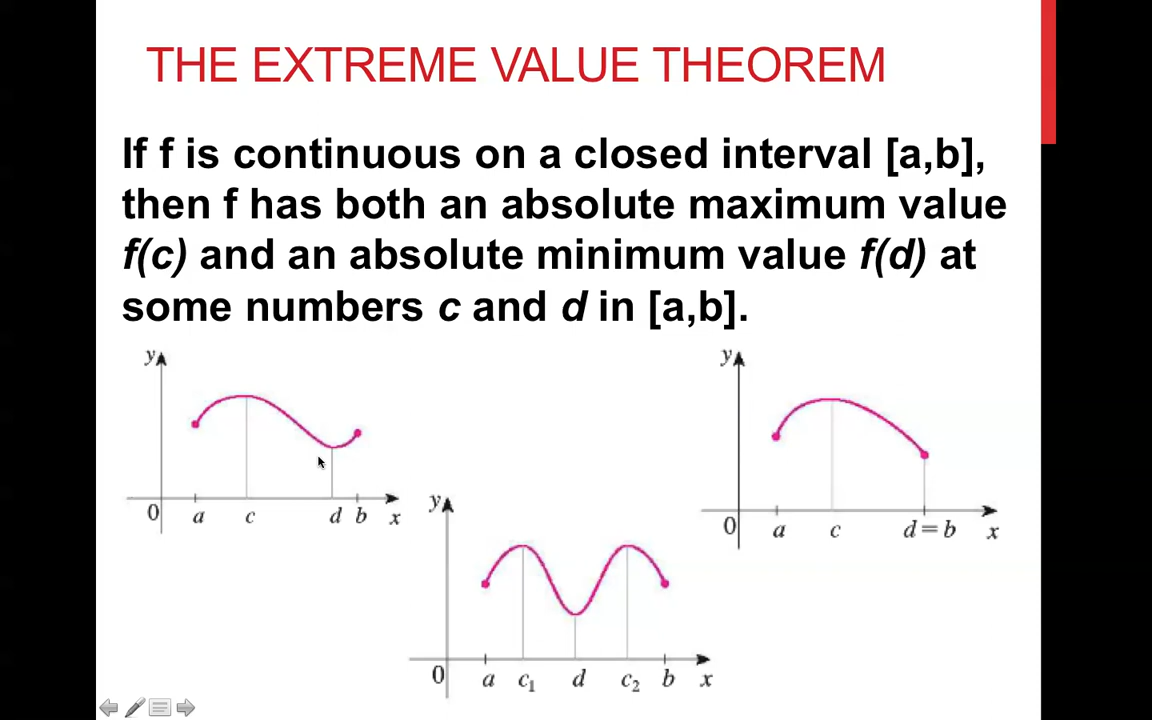 THE EXTREME VALUE THEOREM
If f is continuous on a closed interval [a,b],
then f has both an absolute maximum value
f(c) and an absolute minimum value f(d) at
some numbers c and d in [a,b].
y
0 a c d b x
y
0 a c₁ d c₂ b x
y
0 a c d = b x